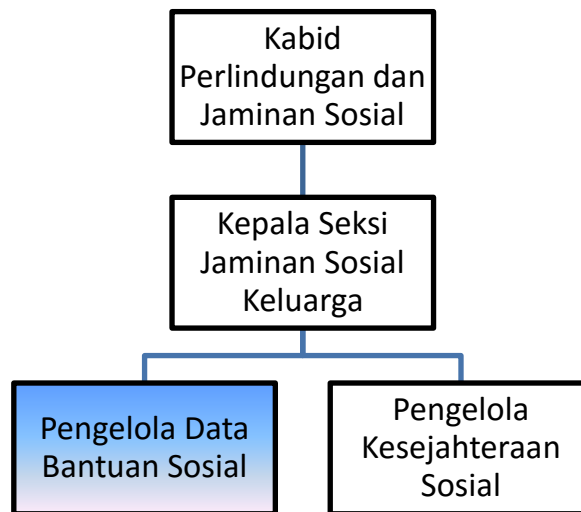 Kabid
Perlindungan dan
Jaminan Sosial
Kepala Seksi
Jaminan Sosial
Keluarga
Pengelola Data
Bantuan Sosial
Pengelola
Kesejahteraan
Sosial